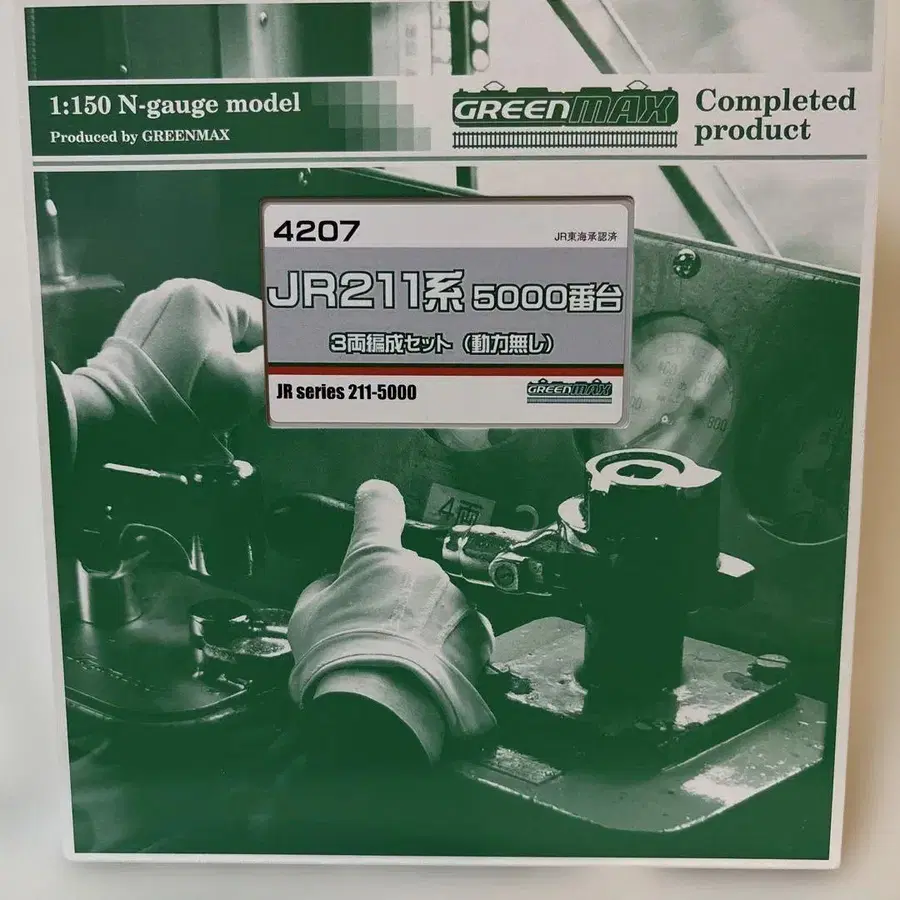 1:150 N-gauge model
Produced by GREENMAX
GREENMAX
Completed
product
4207
JR東海承認済
JR211系 5000番台
3両編成セット（動力無し）
JR series 211-5000
GREENMAX
4両
800